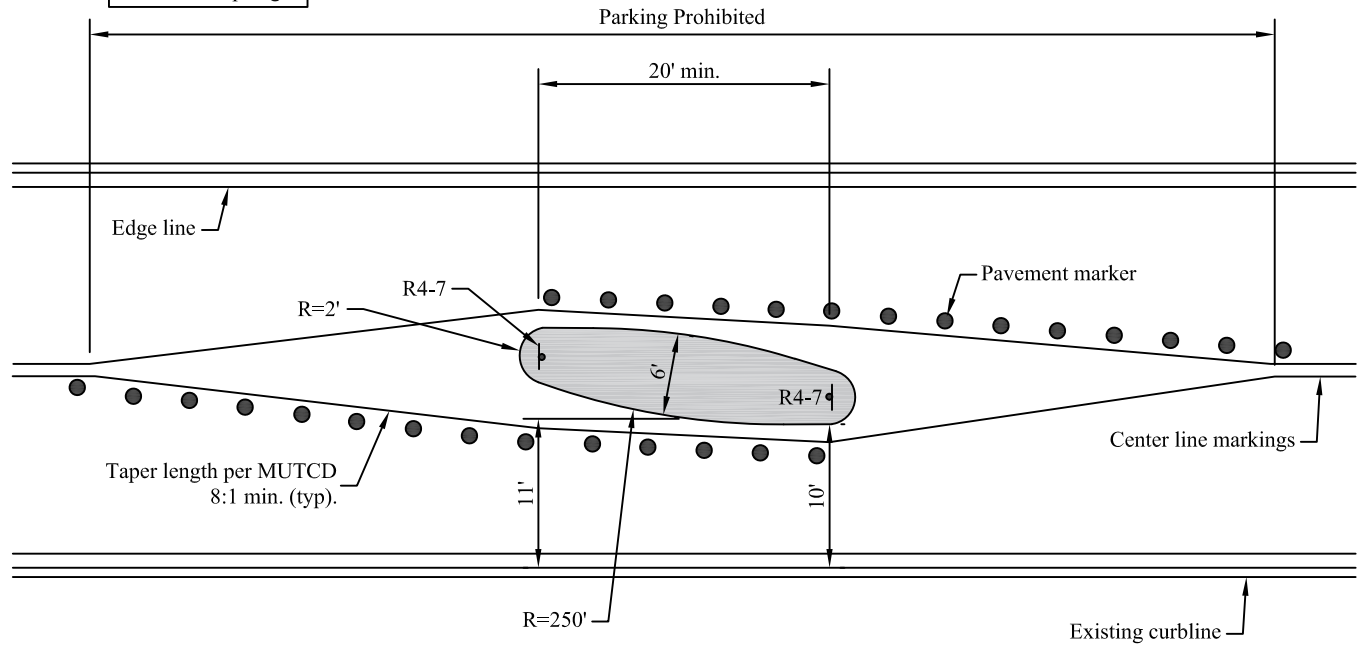 Parking Prohibited
20' min.
Edge line
R4-7
Pavement marker
R=2'
6'
R4-7
Center line markings
Taper length per MUTCD
8:1 min. (typ).
11'
10'
R=250'
Existing curbline